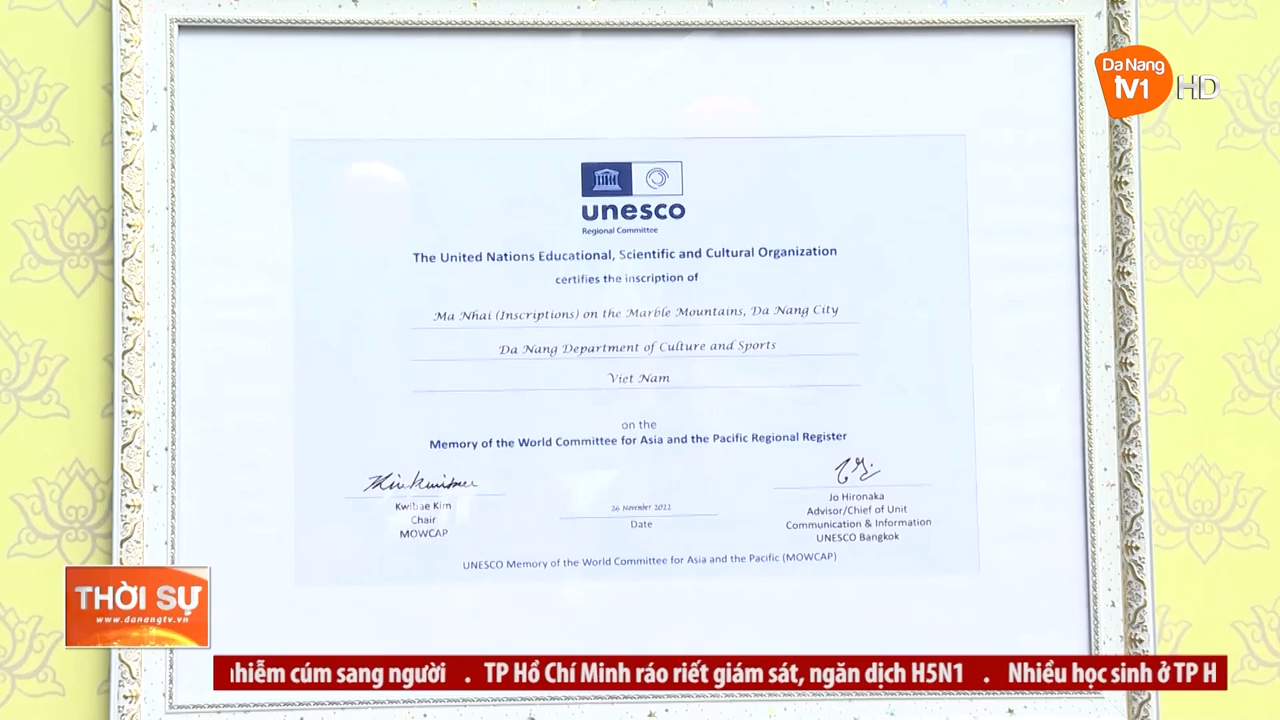 Da Nang
TV1 HD
unesco
Regional Committee
The United Nations Educational, Scientific and Cultural Organization
certifies the inscription of
Ma Nhai (Inscriptions) on the Marble Mountains, Da Nang City
Da Nang Department of Culture and Sports
Viet Nam
on the
Memory of the World Committee for Asia and the Pacific Regional Register
Kwibae Kim
Chair
MOWCAP
26 November 2022
Date
Jo Hironaka
Advisor/Chief of Unit
Communication & Information
UNESCO Bangkok
UNESCO Memory of the World Committee for Asia and the Pacific (MOWCAP)
THỜI SỰ
www.danangtv.vn
nhiễm cúm sang người . TP Hồ Chí Minh ráo riết giám sát, ngăn dịch H5N1 . Nhiều học sinh ở TP H